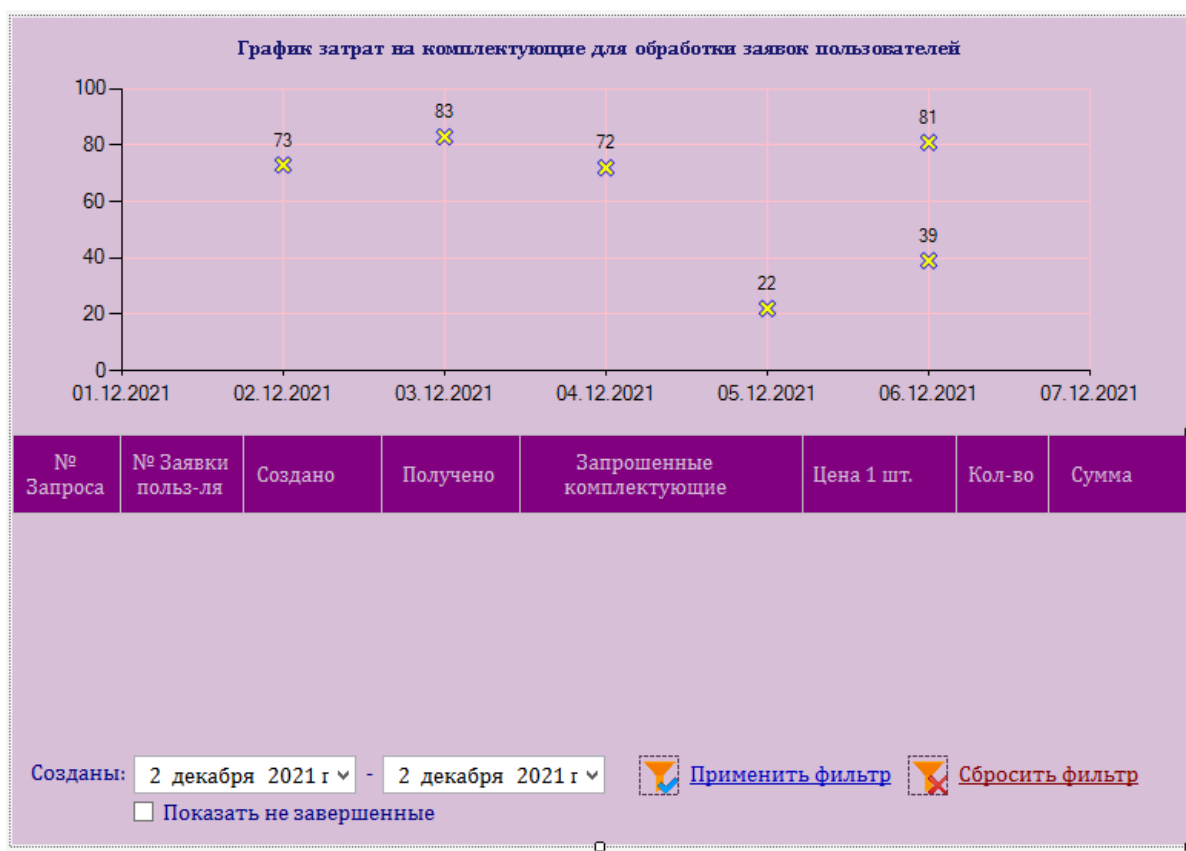 График затрат на комплектующие для обработки заявок пользователей
100
83
81
73
72
80
60
39
40
22
20
0
01.12.2021 02.12.2021 03.12.2021 04.12.2021 05.12.2021 06.12.2021 07.12.2021
№ Запроса
№ Заявки польз-ля
Создано
Получено
Запрошенные комплектующие
Цена 1 шт.
Кол-во
Сумма
Созданы: 2 декабря 2021 г - 2 декабря 2021 г Применить фильтр Сбросить фильтр
Показать не завершенные